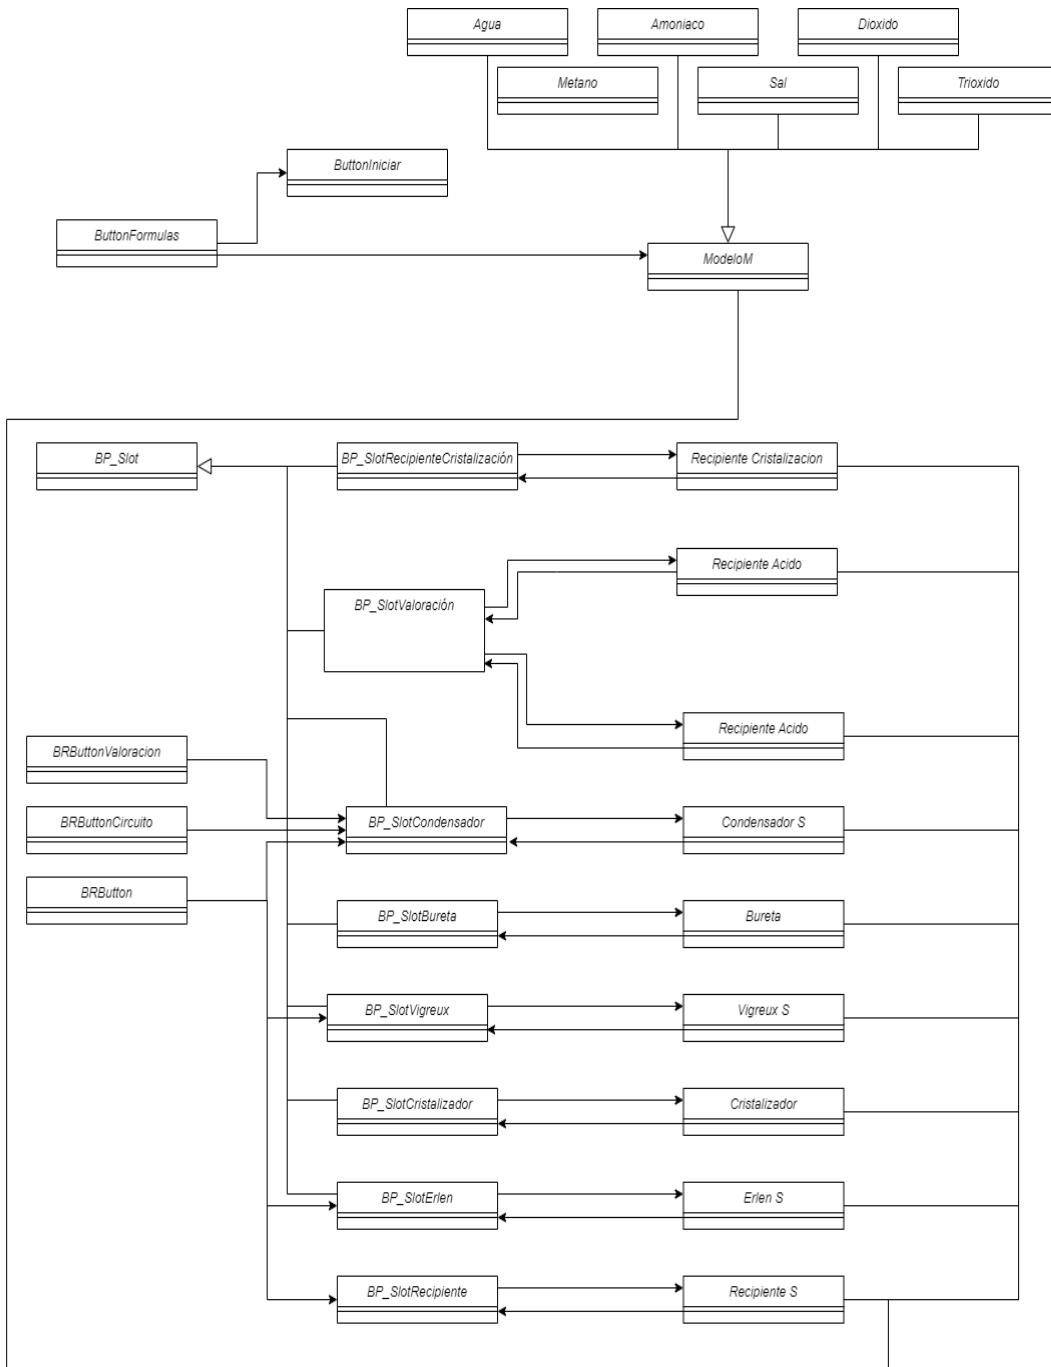 Agua
Amoniaco
Dioxido
Metano
Sal
Trioxido
ButtonIniciar
ButtonFormulas
ModeloM
BP_Slot
BP_SlotRecipienteCristalización
Recipiente Cristalizacion
Recipiente Acido
BP_SlotValoración
Recipiente Acido
BRButtonValoracion
BRButtonCircuito
BP_SlotCondensador
Condensador S
BRButton
BP_SlotBureta
Bureta
BP_SlotVigreux
Vigreux S
BP_SlotCristalizador
Cristalizador
BP_SlotErlen
Erlen S
BP_SlotRecipiente
Recipiente S